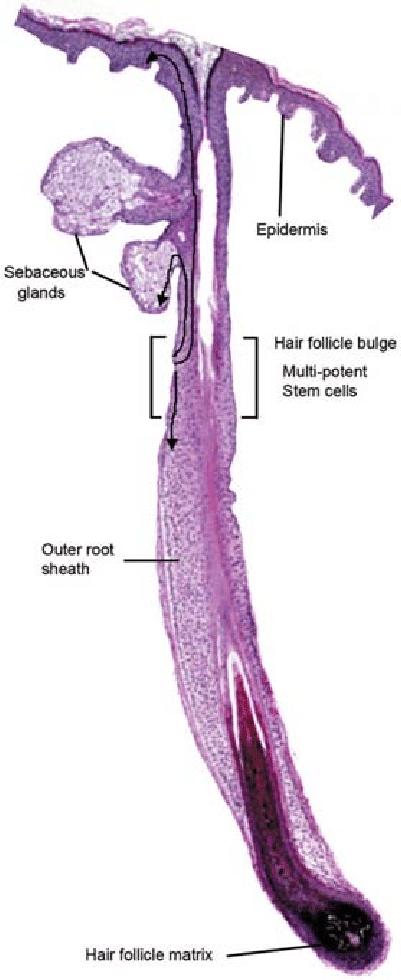 Epidermis
Sebaceous
glands
Hair follicle bulge
Multi-potent
Stem cells
Outer root
sheath
Hair follicle matrix